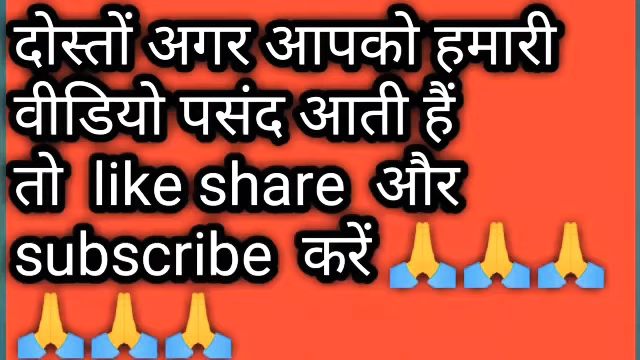 दोस्तों अगर आपको हमारी
वीडियो पसंद आती हैं
तो like share और
subscribe करें 🙏🙏🙏
🙏🙏🙏